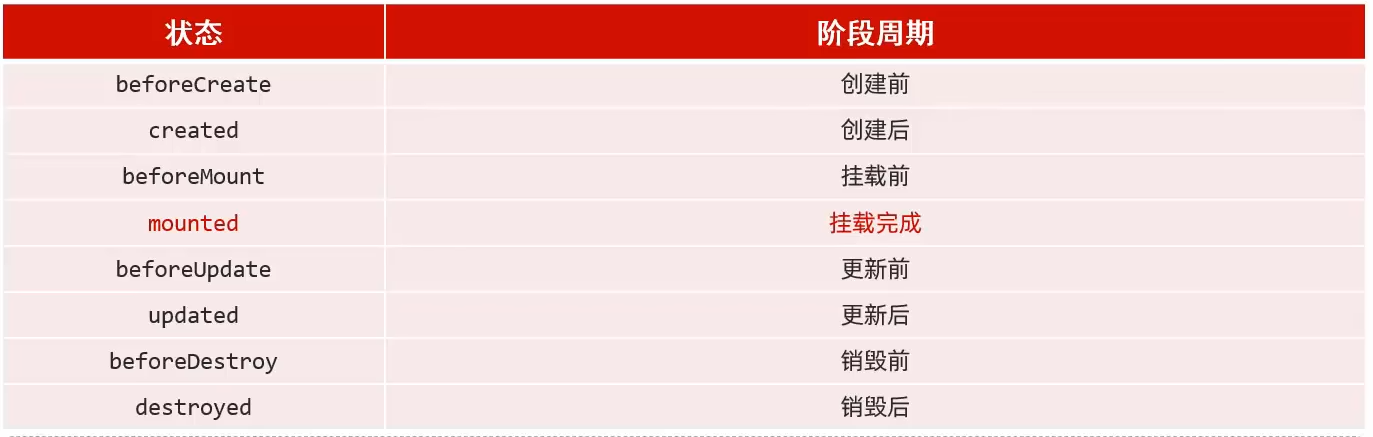 状态 阶段周期
beforeCreate 创建前
created 创建后
beforeMount 挂载前
mounted 挂载完成
beforeUpdate 更新前
updated 更新后
beforeDestroy 销毁前
destroyed 销毁后